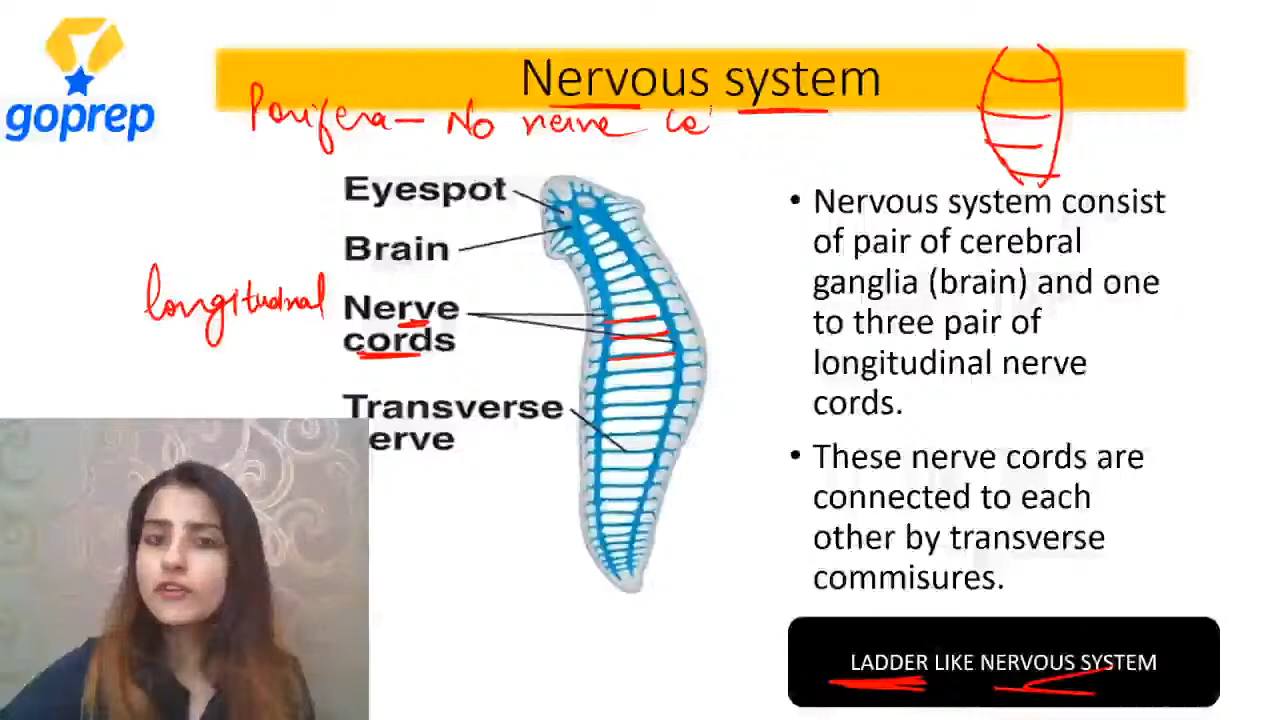 goprep
Nervous system
Porifera - No nerve ce
Eyespot
Brain
longitudinal
Nerve
cords
Transverse
erve
• Nervous system consist
of pair of cerebral
ganglia (brain) and one
to three pair of
longitudinal nerve
cords.
• These nerve cords are
connected to each
other by transverse
commisures.
LADDER LIKE NERVOUS SYSTEM